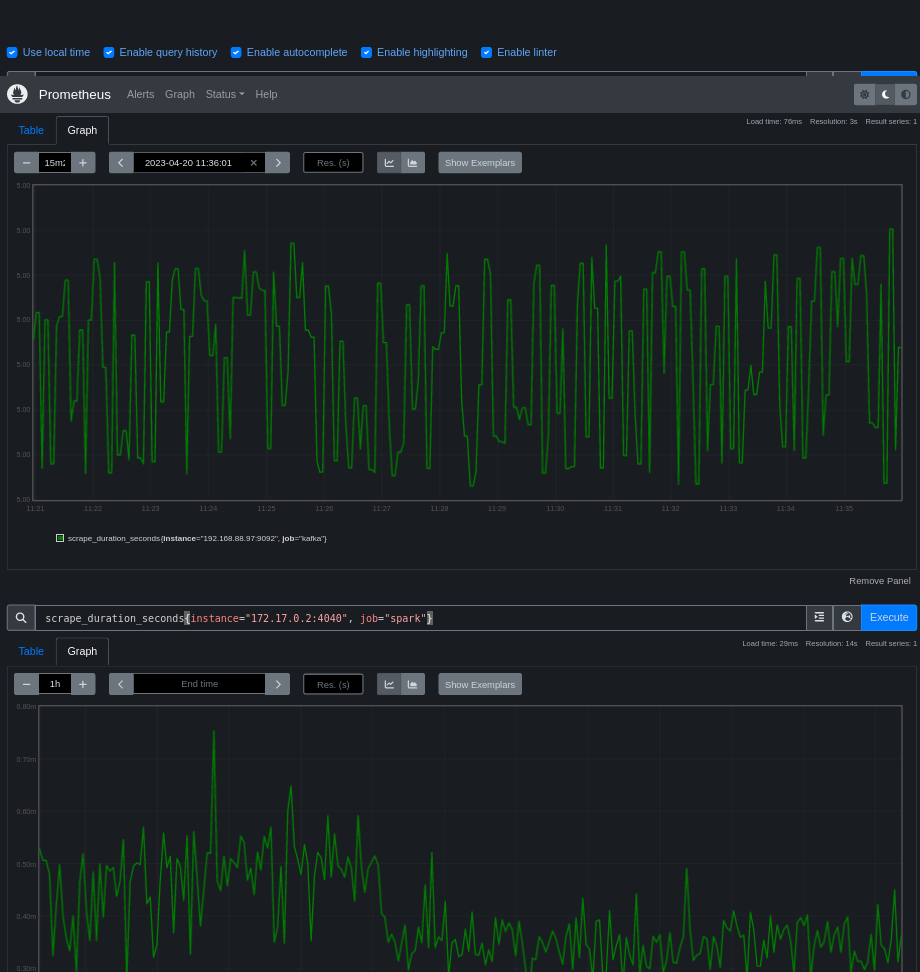 Use local time Enable query history Enable autocomplete Enable highlighting Enable linter
Prometheus Alerts Graph Status Help
Table Graph
Load time: 76ms Resolution: 3s Result series: 1
15m 2023-04-20 11:36:01 Res. (s) Show Exemplars
5.00
5.00
5.00
5.00
5.00
5.00
5.00
5.00
11:21 11:22 11:23 11:24 11:25 11:26 11:27 11:28 11:29 11:30 11:31 11:32 11:33 11:34 11:35
scrape_duration_seconds{instance="192.168.88.97:9092", job="kafka"}
Remove Panel
scrape_duration_seconds{instance="172.17.0.2:4040", job="spark"} Execute
Table Graph
Load time: 29ms Resolution: 14s Result series: 1
1h End time Res. (s) Show Exemplars
0.80m
0.70m
0.60m
0.50m
0.40m
0.30m